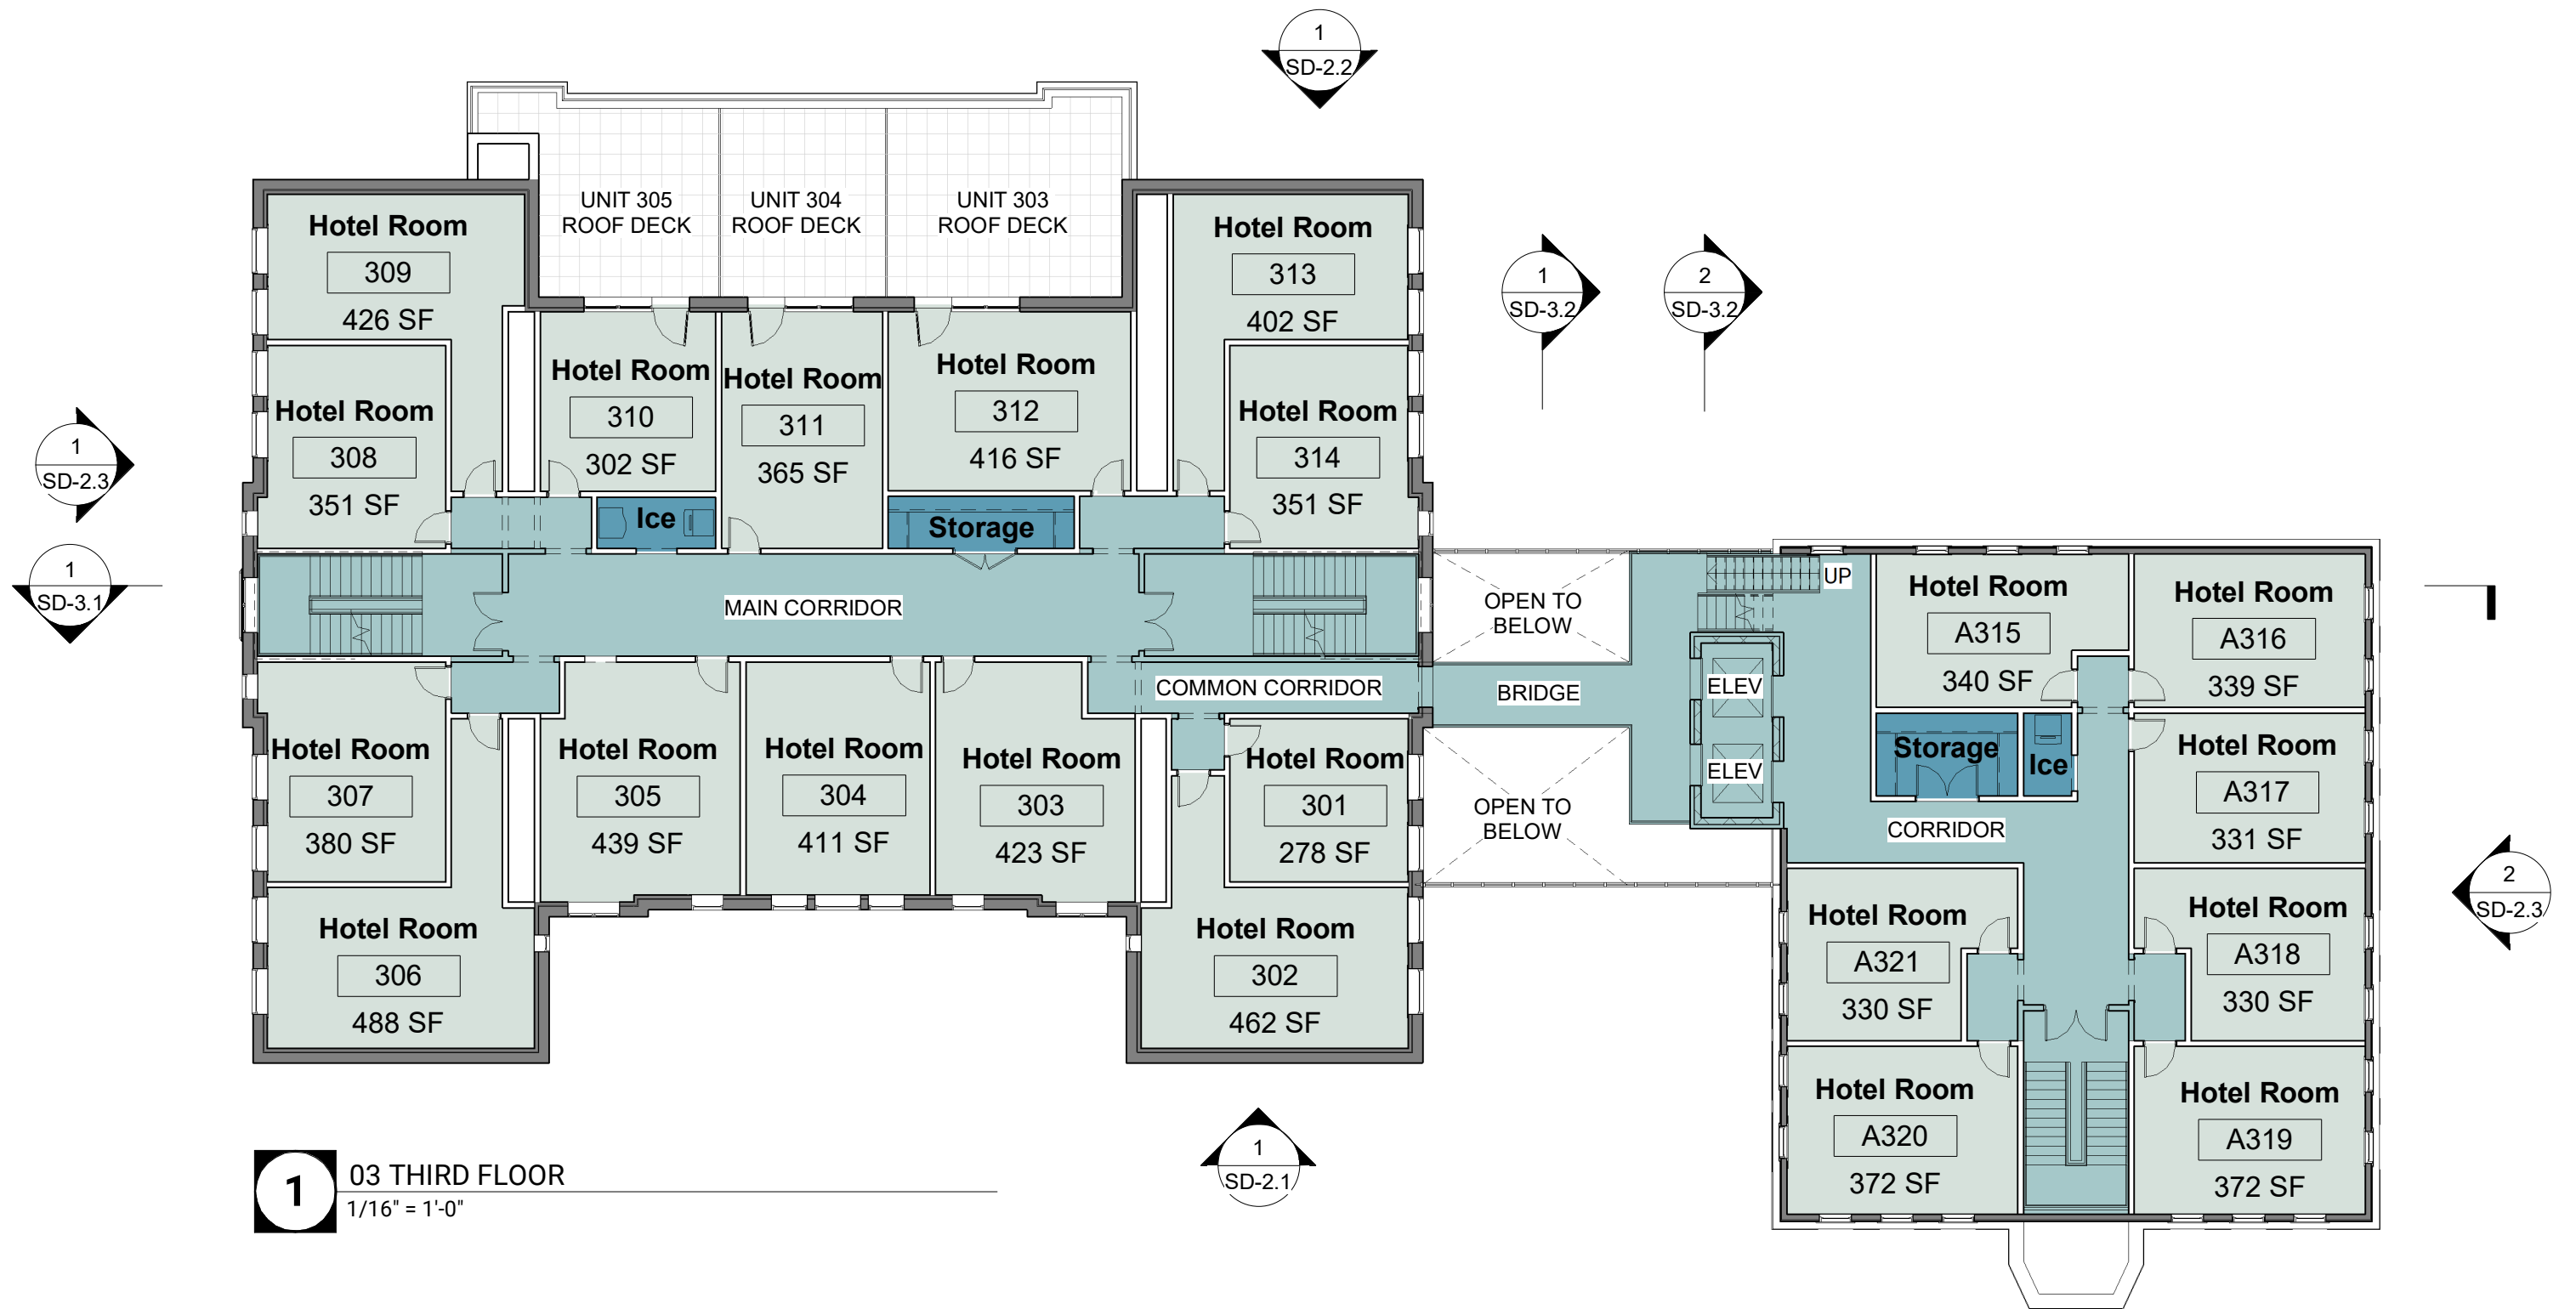 1
SD-2.2
UNIT 305
ROOF DECK
UNIT 304
ROOF DECK
UNIT 303
ROOF DECK
Hotel Room
309
426 SF
Hotel Room
313
402 SF
1
SD-3.2
2
SD-3.2
Hotel Room
308
351 SF
Hotel Room
310
302 SF
Hotel Room
311
365 SF
Hotel Room
312
416 SF
Hotel Room
314
351 SF
1
SD-2.3
Ice
Storage
1
SD-3.1
MAIN CORRIDOR
OPEN TO
BELOW
UP
Hotel Room
A315
340 SF
Hotel Room
A316
339 SF
COMMON CORRIDOR
BRIDGE
ELEV
ELEV
Storage
Ice
Hotel Room
A317
331 SF
Hotel Room
307
380 SF
Hotel Room
305
439 SF
Hotel Room
304
411 SF
Hotel Room
303
423 SF
Hotel Room
301
278 SF
OPEN TO
BELOW
CORRIDOR
Hotel Room
306
488 SF
Hotel Room
302
462 SF
Hotel Room
A321
330 SF
Hotel Room
A318
330 SF
2
SD-2.3
Hotel Room
A320
372 SF
Hotel Room
A319
372 SF
1
SD-2.1
1
03 THIRD FLOOR
1/16" = 1'-0"